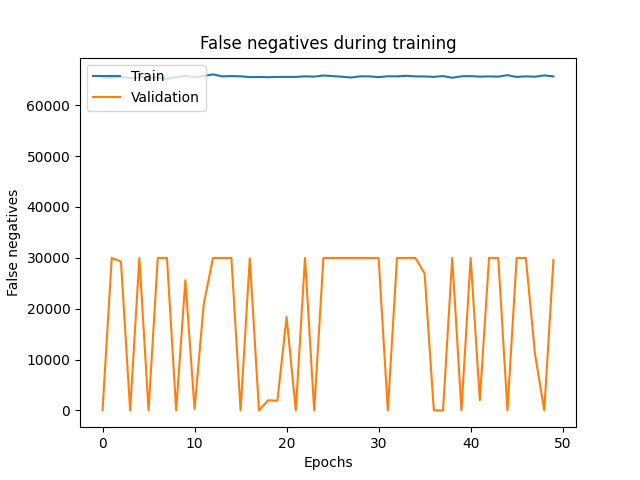 False negatives during training
Train
Validation
60000
50000
40000
30000
20000
10000
0
False negatives
0 10 20 30 40 50
Epochs